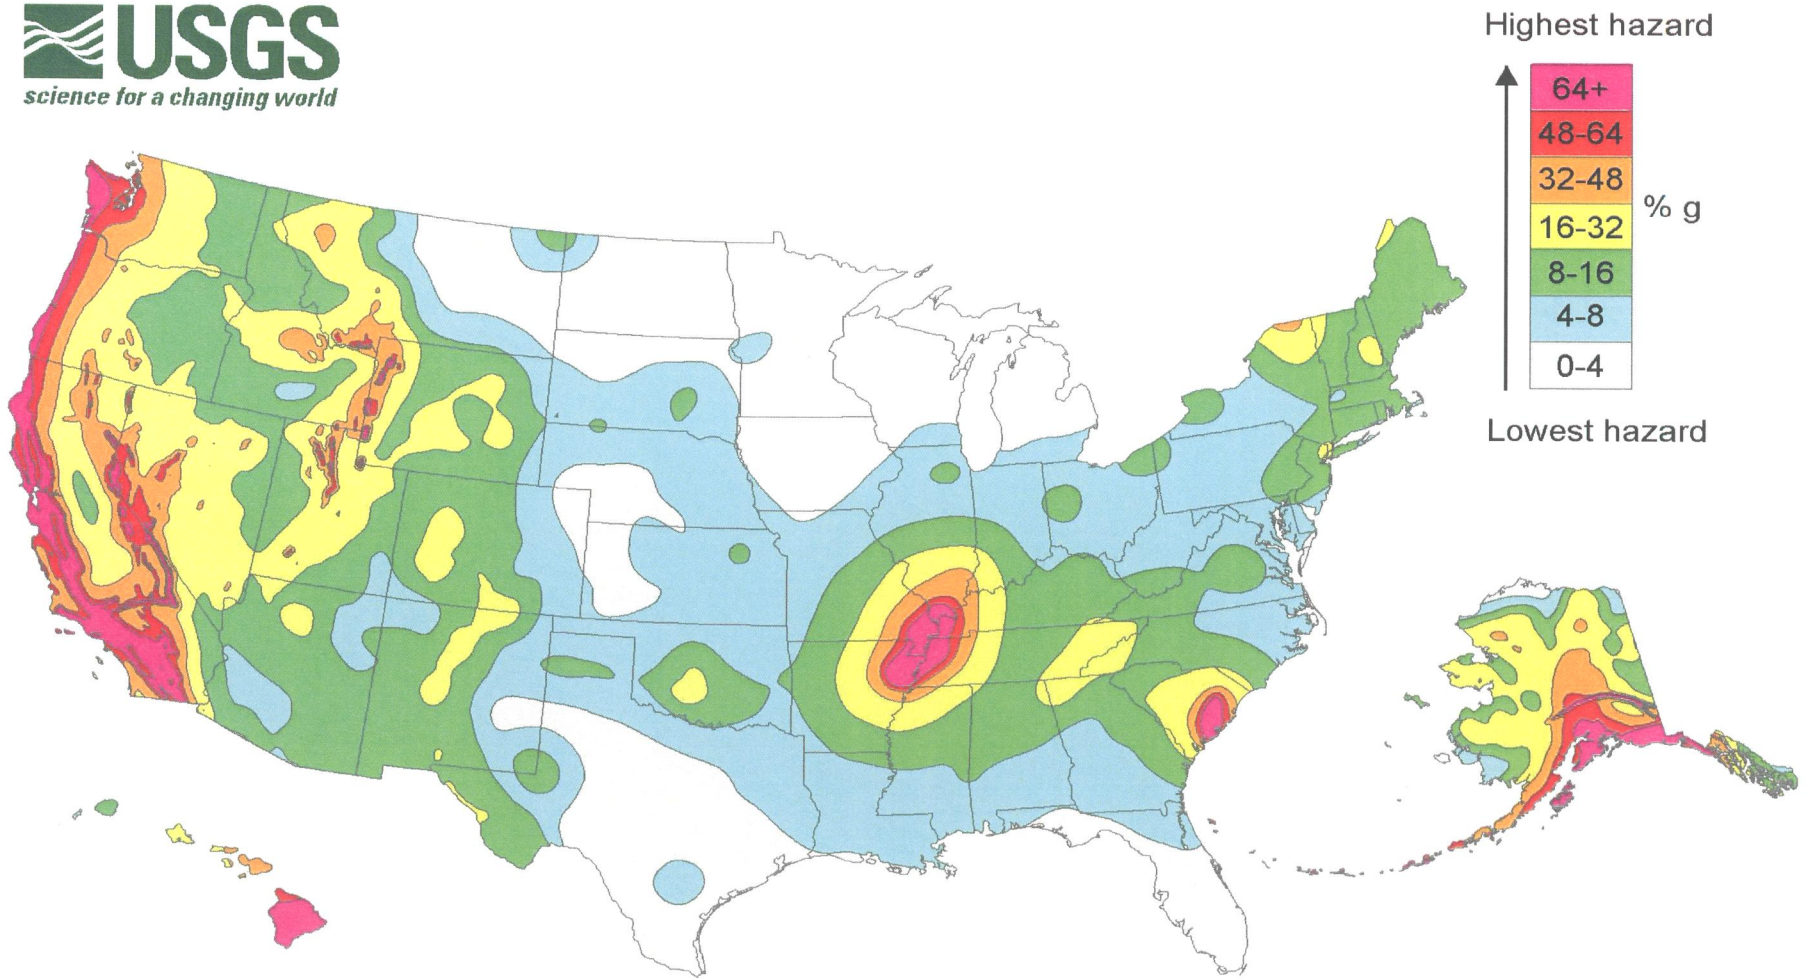 USGS
science for a changing world
Highest hazard
64+
48-64
32-48
16-32
8-16
4-8
0-4
% g
Lowest hazard